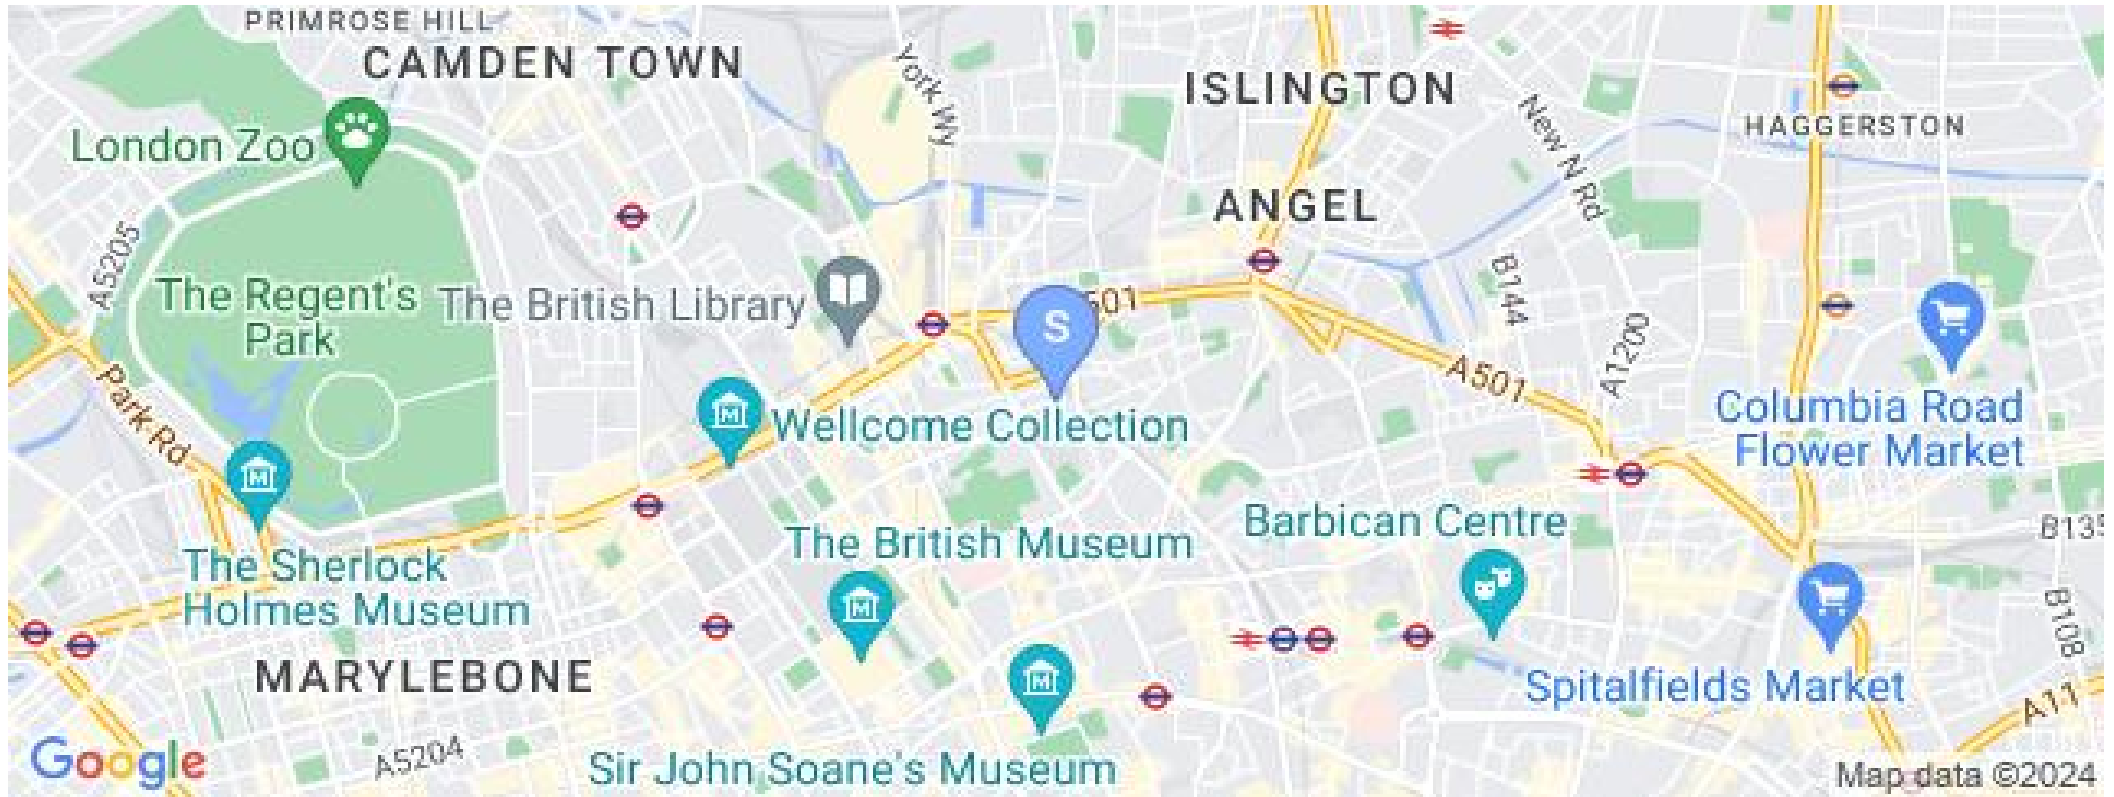 PRIMROSE HILL
CAMDEN TOWN
York Wy
ISLINGTON
New N Rd
HAGGERSTON
London Zoo
ANGEL
A5205
The Regent's
Park
The British Library
S
501
B144
A1200
Park Rd
A501
Columbia Road
Flower Market
Wellcome Collection
Barbican Centre
The British Museum
B135
The Sherlock
Holmes Museum
B108
MARYLEBONE
Spitalfields Market
A11
A5204
Sir John Soane's Museum
Google
Map data ©2024